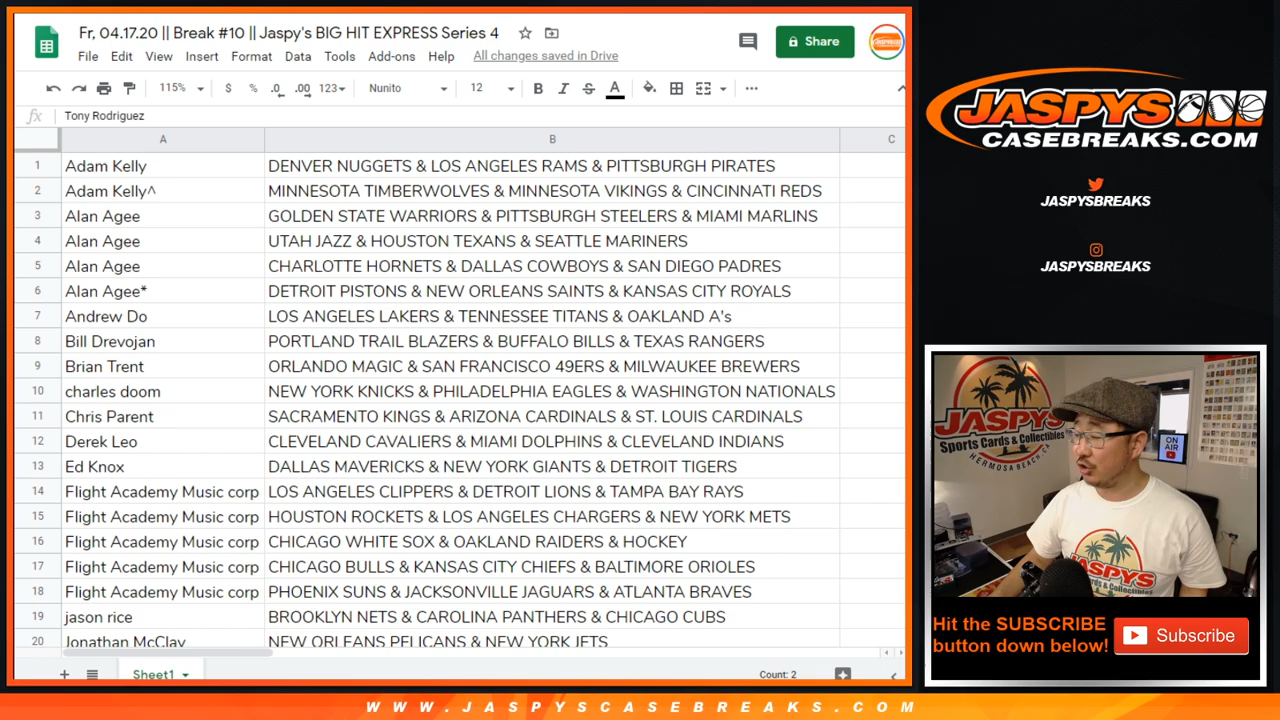 Fr, 04.17.20 || Break #10 || Jaspy's BIG HIT EXPRESS Series 4
File Edit View Insert Format Data Tools Add-ons Help All changes saved in Drive
Share
115% $ % .0 .00 123 Nunito 12 B I S A
fx Tony Rodriguez
A B C
1 Adam Kelly DENVER NUGGETS & LOS ANGELES RAMS & PITTSBURGH PIRATES
2 Adam Kelly^ MINNESOTA TIMBERWOLVES & MINNESOTA VIKINGS & CINCINNATI REDS
3 Alan Agee GOLDEN STATE WARRIORS & PITTSBURGH STEELERS & MIAMI MARLINS
4 Alan Agee UTAH JAZZ & HOUSTON TEXANS & SEATTLE MARINERS
5 Alan Agee CHARLOTTE HORNETS & DALLAS COWBOYS & SAN DIEGO PADRES
6 Alan Agee* DETROIT PISTONS & NEW ORLEANS SAINTS & KANSAS CITY ROYALS
7 Andrew Do LOS ANGELES LAKERS & TENNESSEE TITANS & OAKLAND A's
8 Bill Drevojan PORTLAND TRAIL BLAZERS & BUFFALO BILLS & TEXAS RANGERS
9 Brian Trent ORLANDO MAGIC & SAN FRANCISCO 49ERS & MILWAUKEE BREWERS
10 charles doom NEW YORK KNICKS & PHILADELPHIA EAGLES & WASHINGTON NATIONALS
11 Chris Parent SACRAMENTO KINGS & ARIZONA CARDINALS & ST. LOUIS CARDINALS
12 Derek Leo CLEVELAND CAVALIERS & MIAMI DOLPHINS & CLEVELAND INDIANS
13 Ed Knox DALLAS MAVERICKS & NEW YORK GIANTS & DETROIT TIGERS
14 Flight Academy Music corp LOS ANGELES CLIPPERS & DETROIT LIONS & TAMPA BAY RAYS
15 Flight Academy Music corp HOUSTON ROCKETS & LOS ANGELES CHARGERS & NEW YORK METS
16 Flight Academy Music corp CHICAGO WHITE SOX & OAKLAND RAIDERS & HOCKEY
17 Flight Academy Music corp CHICAGO BULLS & KANSAS CITY CHIEFS & BALTIMORE ORIOLES
18 Flight Academy Music corp PHOENIX SUNS & JACKSONVILLE JAGUARS & ATLANTA BRAVES
19 jason rice BROOKLYN NETS & CAROLINA PANTHERS & CHICAGO CUBS
20 Jonathan McClay NEW ORLEANS PELICANS & NEW YORK JETS
Sheet1 Count: 2
JASPYS
CASEBREAKS.COM
JASPYSBREAKS
JASPYSBREAKS
JASPYS
Sports Cards & Collectibles
HERMOSA BEACH, CA
ON
AIR
JASPYS
Hit the SUBSCRIBE
button down below!
Subscribe
WWW.JASPYSCASEBREAKS.COM